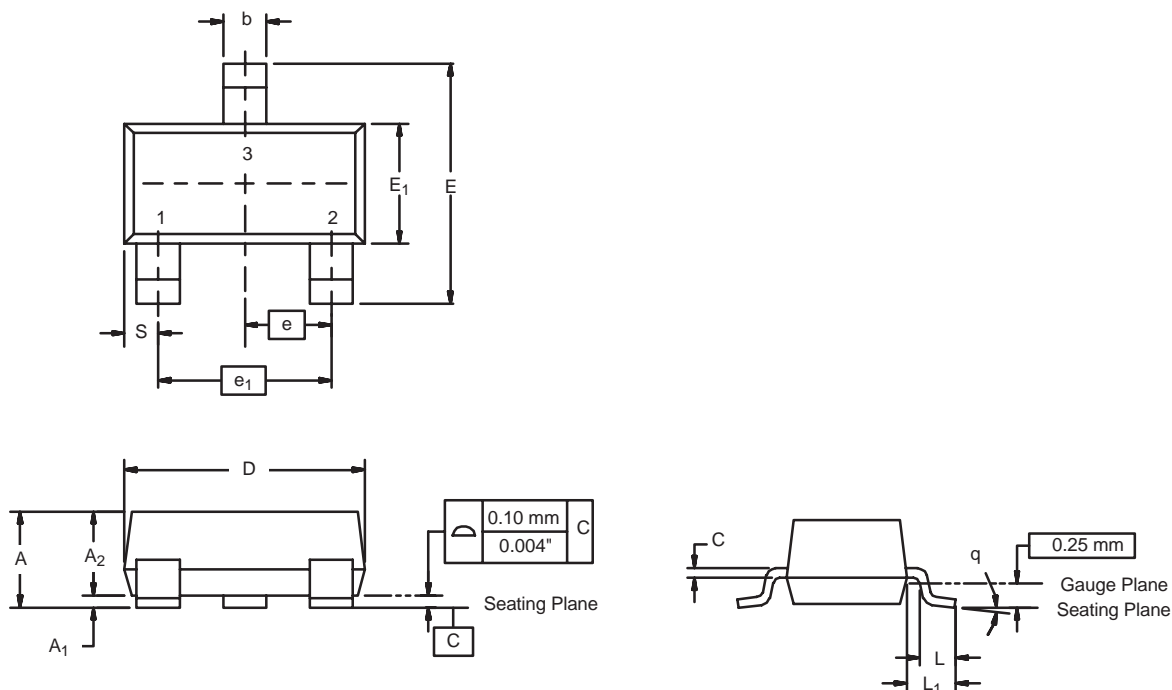 b
3
E₁
E
1
2
S
e
e₁
D
0.10 mm
C
0.004"
A
A₂
Seating Plane
A₁
C
C
q
0.25 mm
Gauge Plane
Seating Plane
L
L₁